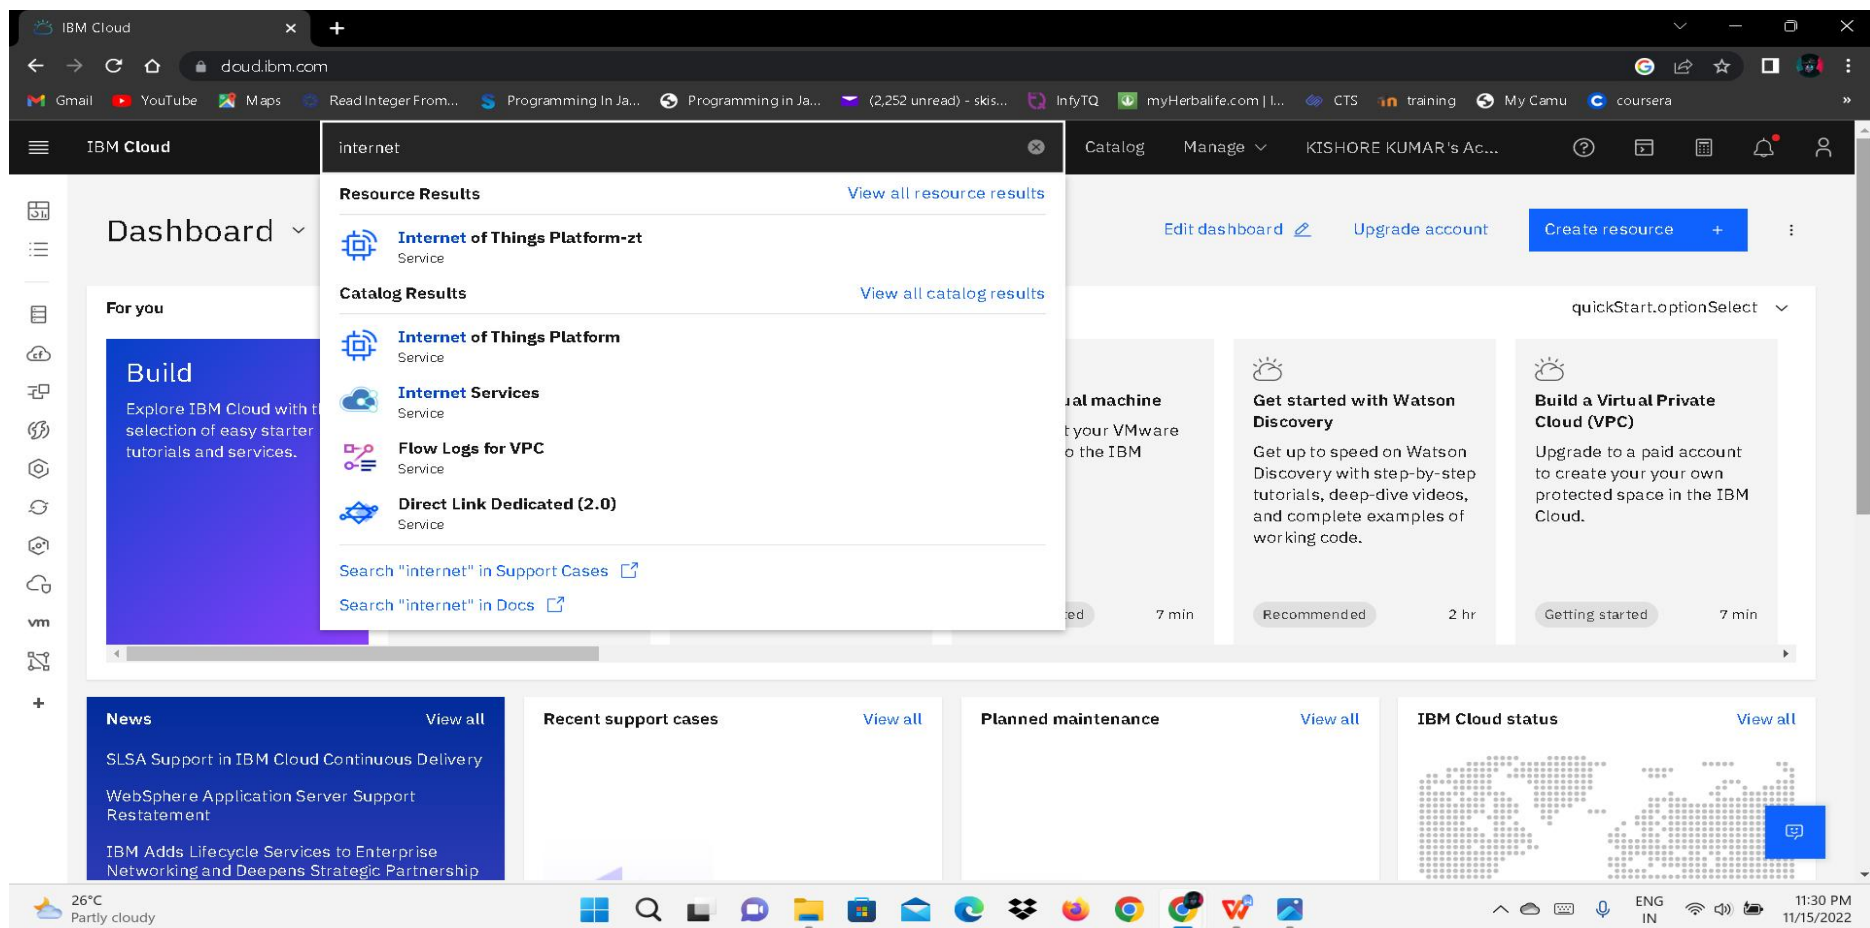 IBM Cloud
cloud.ibm.com
Gmail YouTube Maps Read Integer From... Programming In Ja... Programming in Ja... (2,252 unread) - skis... InfyTQ myHerbalife.com | I... CTS training My Camu coursera »
IBM Cloud internet Catalog Manage KISHORE KUMAR's Ac...
Resource Results View all resource results
Internet of Things Platform-zt
Service
Catalog Results View all catalog results
Internet of Things Platform
Service
Internet Services
Service
Flow Logs for VPC
Service
Direct Link Dedicated (2.0)
Service
Search "internet" in Support Cases
Search "internet" in Docs
Dashboard Edit dashboard Upgrade account Create resource +
For you quickStart.optionSelect
Build
Explore IBM Cloud with
selection of easy starter
tutorials and services.
machine
your VMware
the IBM
7 min
Get started with Watson
Discovery
Get up to speed on Watson
Discovery with step-by-step
tutorials, deep-dive videos,
and complete examples of
working code.
Recommended 2 hr
Build a Virtual Private
Cloud (VPC)
Upgrade to a paid account
to create your your own
protected space in the IBM
Cloud.
Getting started 7 min
cf
vm
News View all
SLSA Support in IBM Cloud Continuous Delivery
WebSphere Application Server Support
Restatement
IBM Adds Lifecycle Services to Enterprise
Networking and Deepens Strategic Partnership
Recent support cases View all
Planned maintenance View all
IBM Cloud status View all
26°C
Partly cloudy
ENG
IN
11:30 PM
11/15/2022